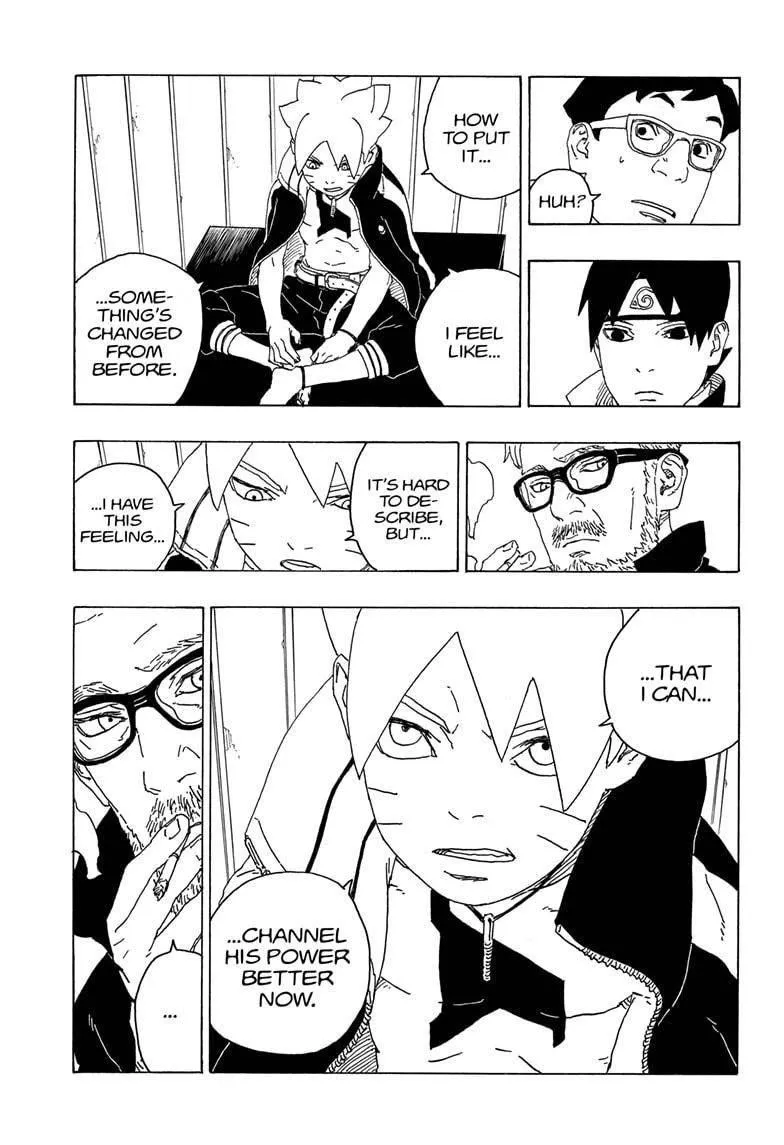 HUH?
HOW
TO PUT
IT...
I FEEL
LIKE...
...SOME-
THING'S
CHANGED
FROM
BEFORE.
IT'S HARD
TO DE-
SCRIBE,
BUT...
...I HAVE
THIS
FEELING...
...THAT
I CAN...
...CHANNEL
HIS POWER
BETTER
NOW.
...